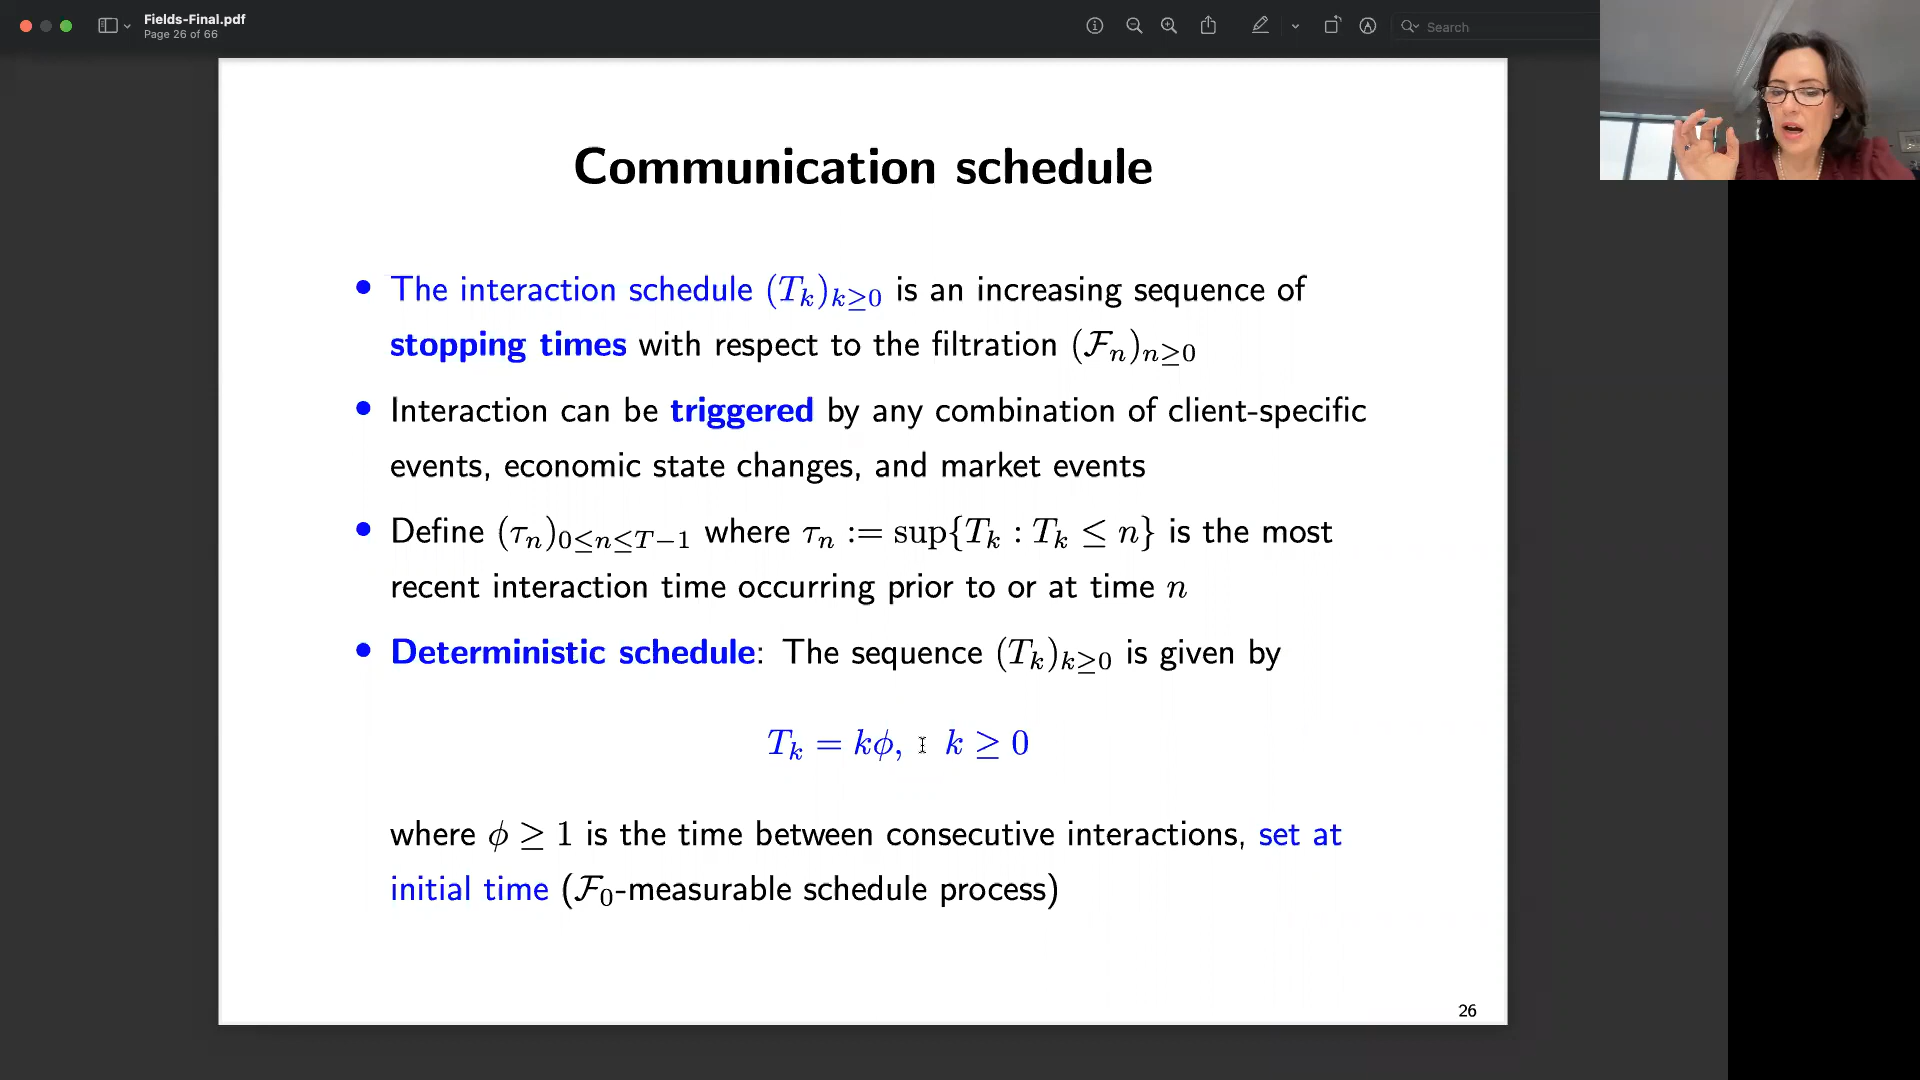 Fields-Final.pdf
Page 26 of 66
Search
Communication schedule
• The interaction schedule (T_k)_{k≥0} is an increasing sequence of
stopping times with respect to the filtration (ℱ_n)_{n≥0}
• Interaction can be triggered by any combination of client-specific
events, economic state changes, and market events
• Define (τ_n)_{0≤n≤T−1} where τ_n := sup{T_k : T_k ≤ n} is the most
recent interaction time occurring prior to or at time n
• Deterministic schedule: The sequence (T_k)_{k≥0} is given by
T_k = kϕ, k ≥ 0
where ϕ ≥ 1 is the time between consecutive interactions, set at
initial time (ℱ_0-measurable schedule process)
26